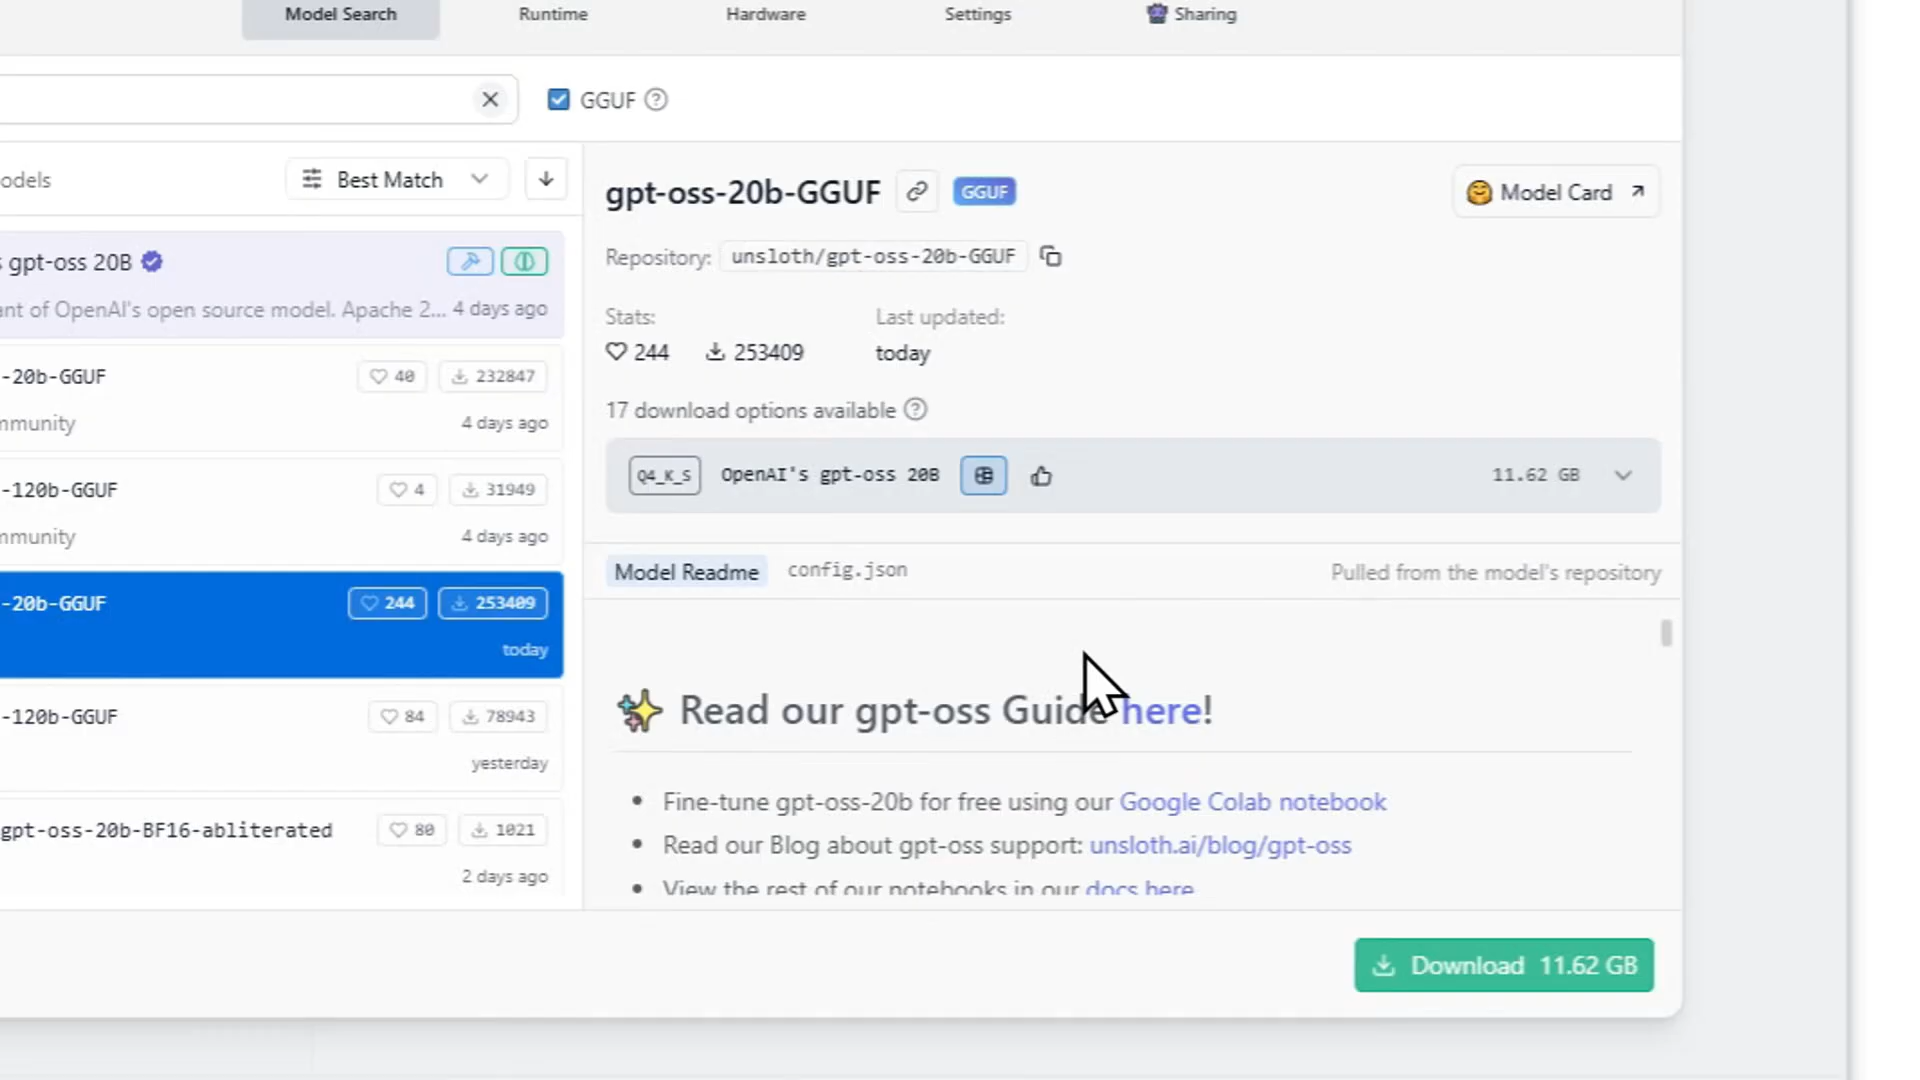 Model Search Runtime Hardware Settings Sharing
GGUF
odels Best Match
gpt-oss 20B
ant of OpenAI's open source model. Apache 2... 4 days ago
-20b-GGUF 40 232847
mmunity 4 days ago
-120b-GGUF 4 31949
mmunity 4 days ago
-20b-GGUF 244 253409
today
-120b-GGUF 84 78943
yesterday
gpt-oss-20b-BF16-abliterated 80 1021
2 days ago
gpt-oss-20b-GGUF GGUF Model Card
Repository: unsloth/gpt-oss-20b-GGUF
Stats: Last updated:
244 253409 today
17 download options available
Q4_K_S OpenAI's gpt-oss 20B 11.62 GB
Model Readme config.json Pulled from the model's repository
✨ Read our gpt-oss Guide here!
• Fine-tune gpt-oss-20b for free using our Google Colab notebook
• Read our Blog about gpt-oss support: unsloth.ai/blog/gpt-oss
• View the rest of our notebooks in our docs here
Download 11.62 GB